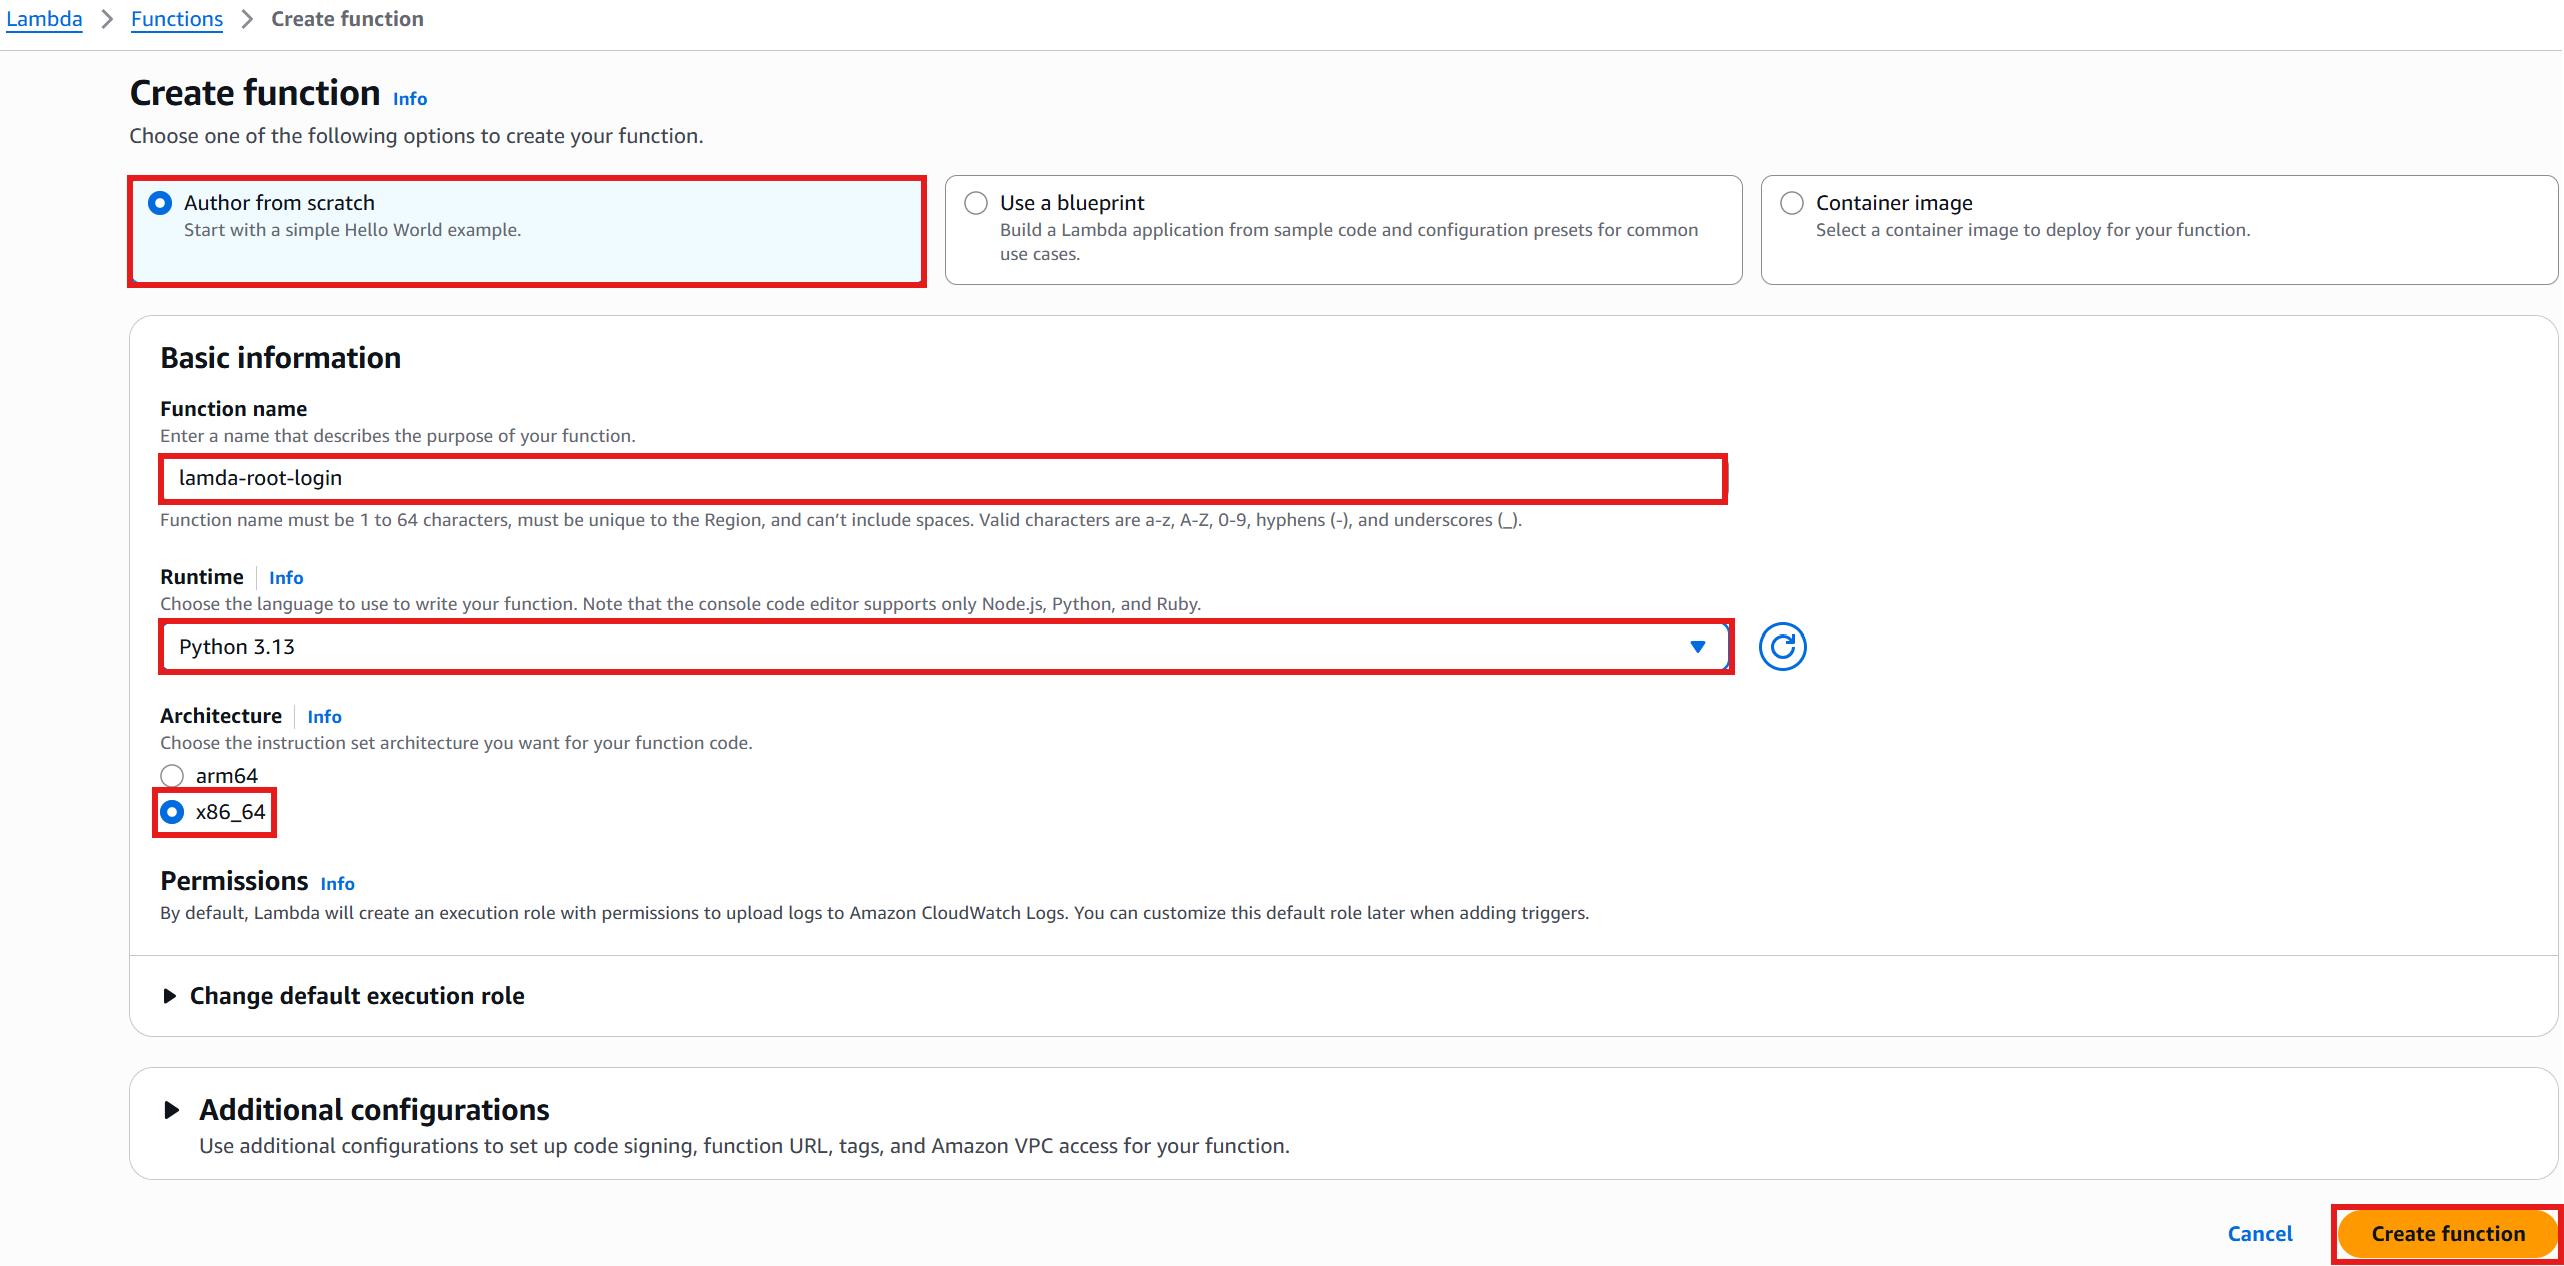 Lambda > Functions > Create function
Create function Info
Choose one of the following options to create your function.
Author from scratch
Start with a simple Hello World example.
Use a blueprint
Build a Lambda application from sample code and configuration presets for common
use cases.
Container image
Select a container image to deploy for your function.
Basic information
Function name
Enter a name that describes the purpose of your function.
lamda-root-login
Function name must be 1 to 64 characters, must be unique to the Region, and can’t include spaces. Valid characters are a-z, A-Z, 0-9, hyphens (-), and underscores (_).
Runtime Info
Choose the language to use to write your function. Note that the console code editor supports only Node.js, Python, and Ruby.
Python 3.13
Architecture Info
Choose the instruction set architecture you want for your function code.
arm64
x86_64
Permissions Info
By default, Lambda will create an execution role with permissions to upload logs to Amazon CloudWatch Logs. You can customize this default role later when adding triggers.
Change default execution role
Additional configurations
Use additional configurations to set up code signing, function URL, tags, and Amazon VPC access for your function.
Cancel
Create function